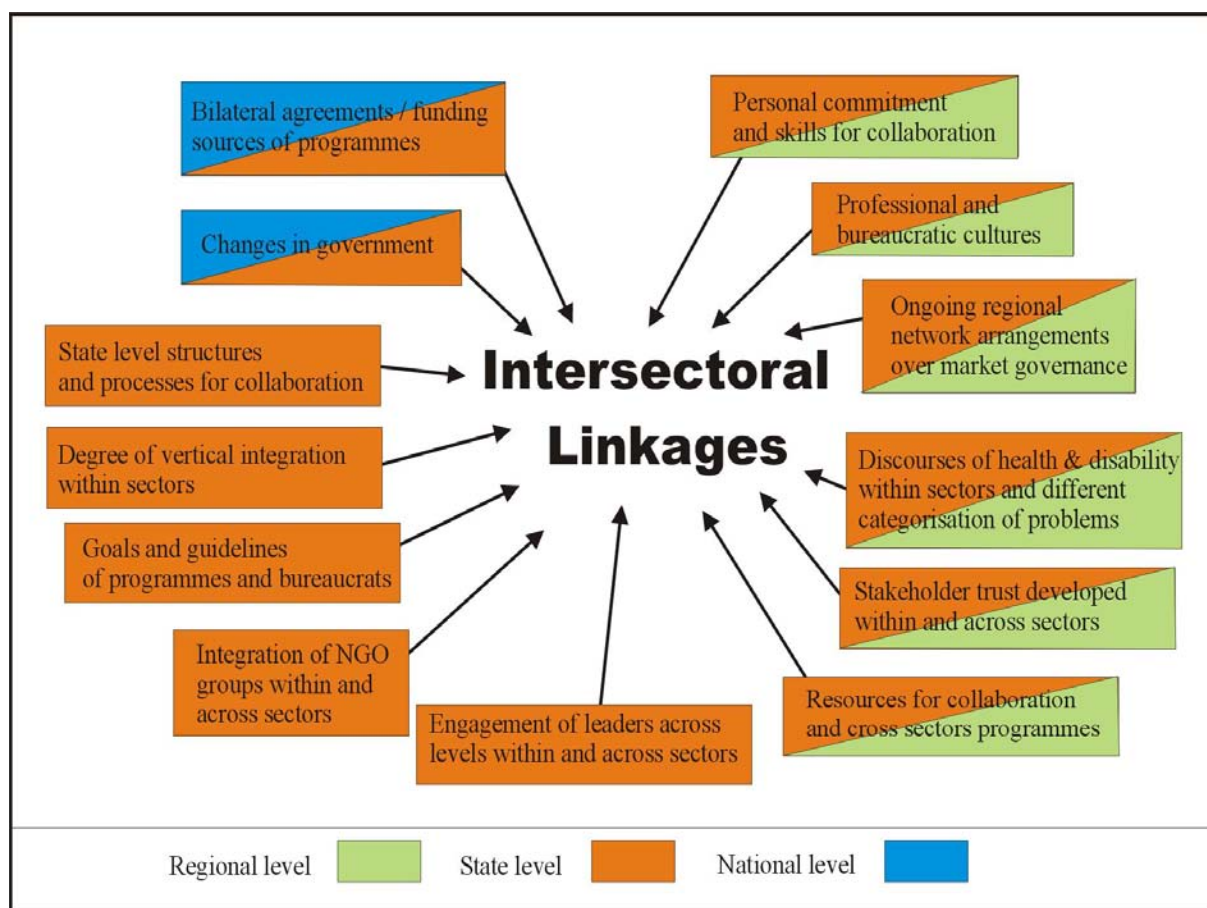 Bilateral agreements / funding
sources of programmes
Personal commitment
and skills for collaboration
Changes in government
Professional and
bureaucratic cultures
Ongoing regional
network arrangements
over market governance
State level structures
and processes for collaboration
Intersectoral
Linkages
Degree of vertical integration
within sectors
Discourses of health & disability
within sectors and different
categorisation of problems
Goals and guidelines
of programmes and bureaucrats
Stakeholder trust developed
within and across sectors
Integration of NGO
groups within and
across sectors
Engagement of leaders across
levels within and across sectors
Resources for collaboration
and cross sectors programmes
Regional level
State level
National level